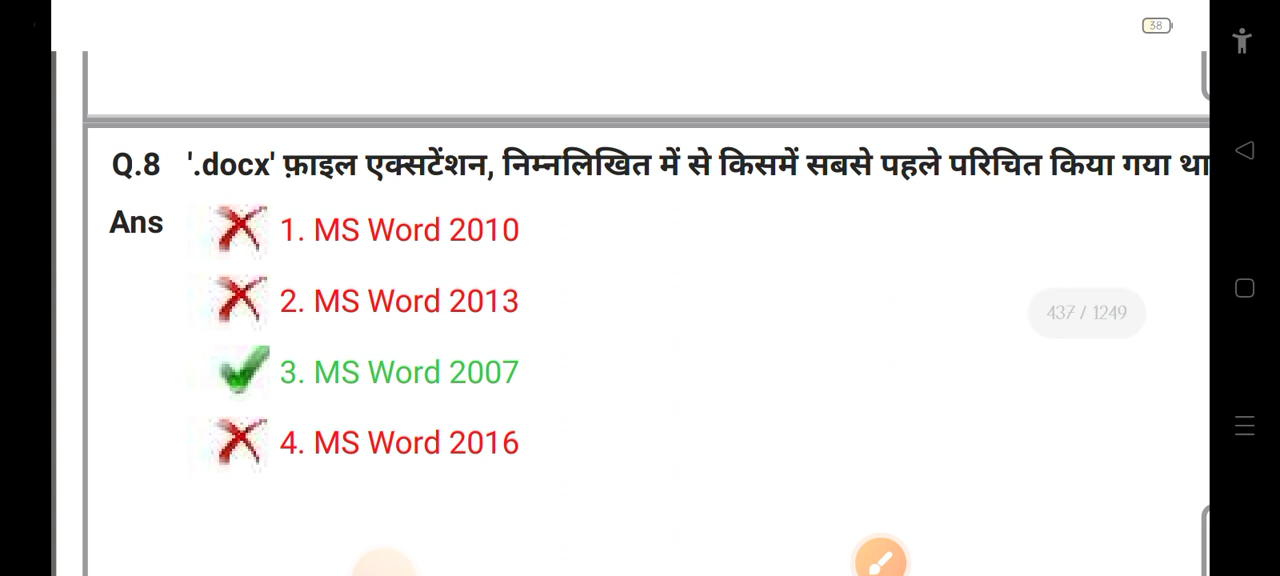 38
Q.8 '.docx' फ़ाइल एक्सटेंशन, निम्नलिखित में से किसमें सबसे पहले परिचित किया गया था
Ans
1. MS Word 2010
2. MS Word 2013
437 / 1249
3. MS Word 2007
4. MS Word 2016